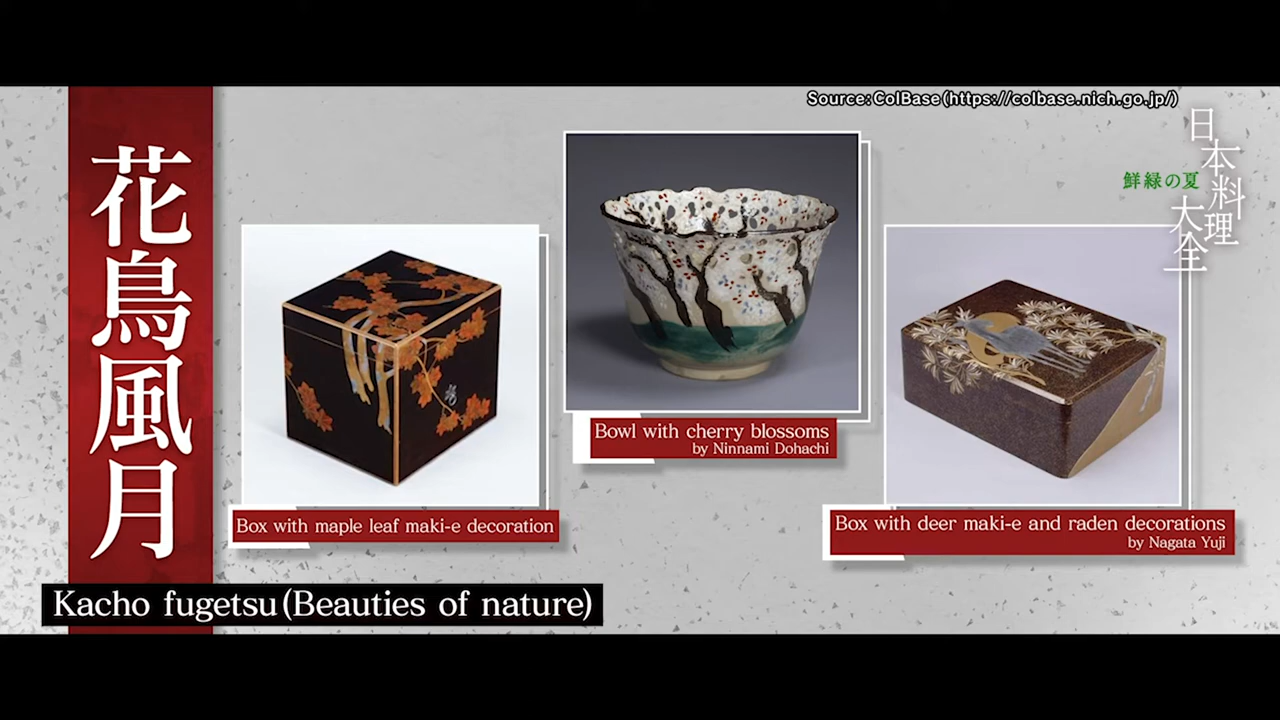 Source: ColBase (https://colbase.nich.go.jp/)
日本料理
大全
鮮緑の夏
花鳥風月
Box with maple leaf maki-e decoration
Bowl with cherry blossoms
by Ninnami Dohachi
Box with deer maki-e and raden decorations
by Nagata Yuji
Kacho fugetsu (Beauties of nature)